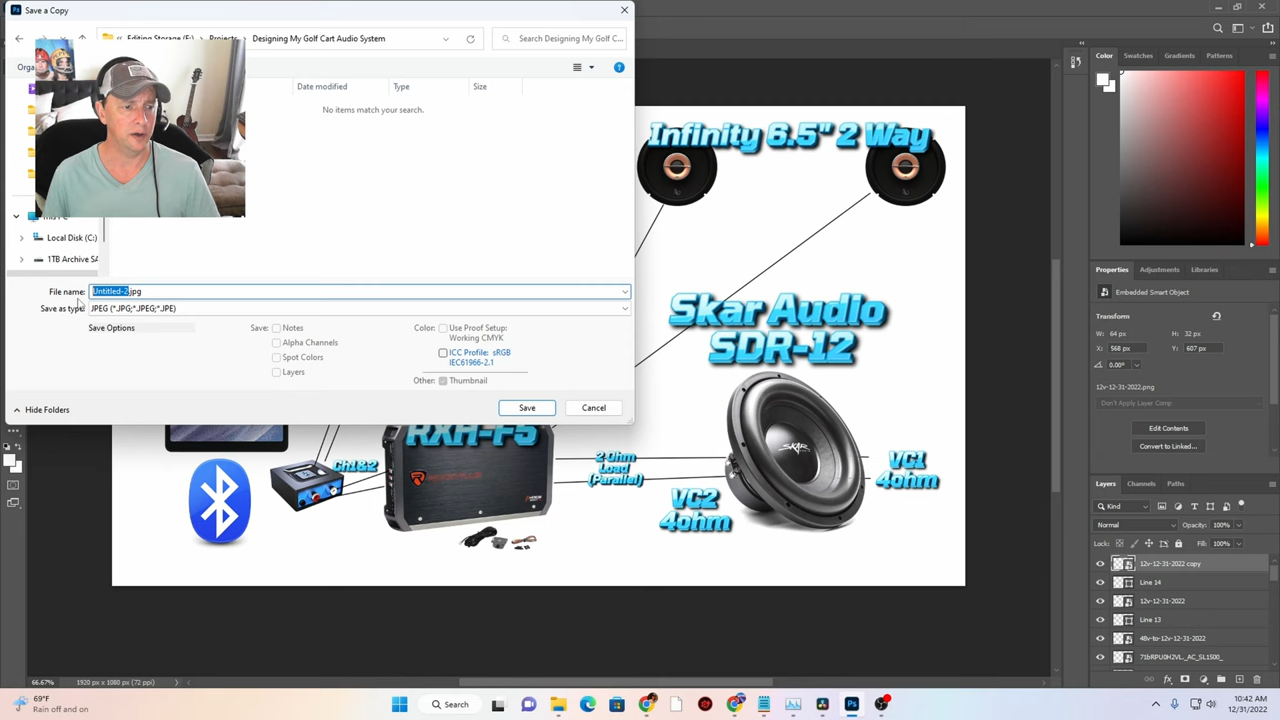 Save a Copy
Editing Storage (E:)
Projects
Designing My Golf Cart Audio System
Search Designing My Golf C...
Orga
Date modified
Type
Size
No items match your search.
Local Disk (C:)
1TB Archive SA
File name:
Untitled-2.jpg
Save as type:
JPEG (*.JPG;*.JPEG;*.JPE)
Save Options
Save:
Notes
Alpha Channels
Spot Colors
Layers
Color:
Use Proof Setup:
Working CMYK
ICC Profile: sRGB
IEC61966-2.1
Other:
Thumbnail
Hide Folders
Save
Cancel
Infinity 6.5" 2 Way
Skar Audio
SDR-12
RXH-F5
Ch1&2
2 Ohm
Load
(Parallel)
SKAR
VC1
4ohm
VC2
4ohm
Color
Swatches
Gradients
Patterns
Properties
Adjustments
Libraries
Embedded Smart Object
Transform
W: 64 px
H: 32 px
X: 568 px
Y: 607 px
0.00°
12v-12-31-2022.png
Don't Apply Layer Comp
Edit Contents
Convert to Linked...
Layers
Channels
Paths
Kind
Normal
Opacity: 100%
Lock:
Fill: 100%
12v-12-31-2022 copy
Line 14
12v-12-31-2022
Line 13
48v-to-12v-12-31-2022
71bRPU0H2VL._AC_SL1500_
66.67%
1920 px x 1080 px (72 ppi)
69°F
Rain off and on
Search
10:42 AM
12/31/2022